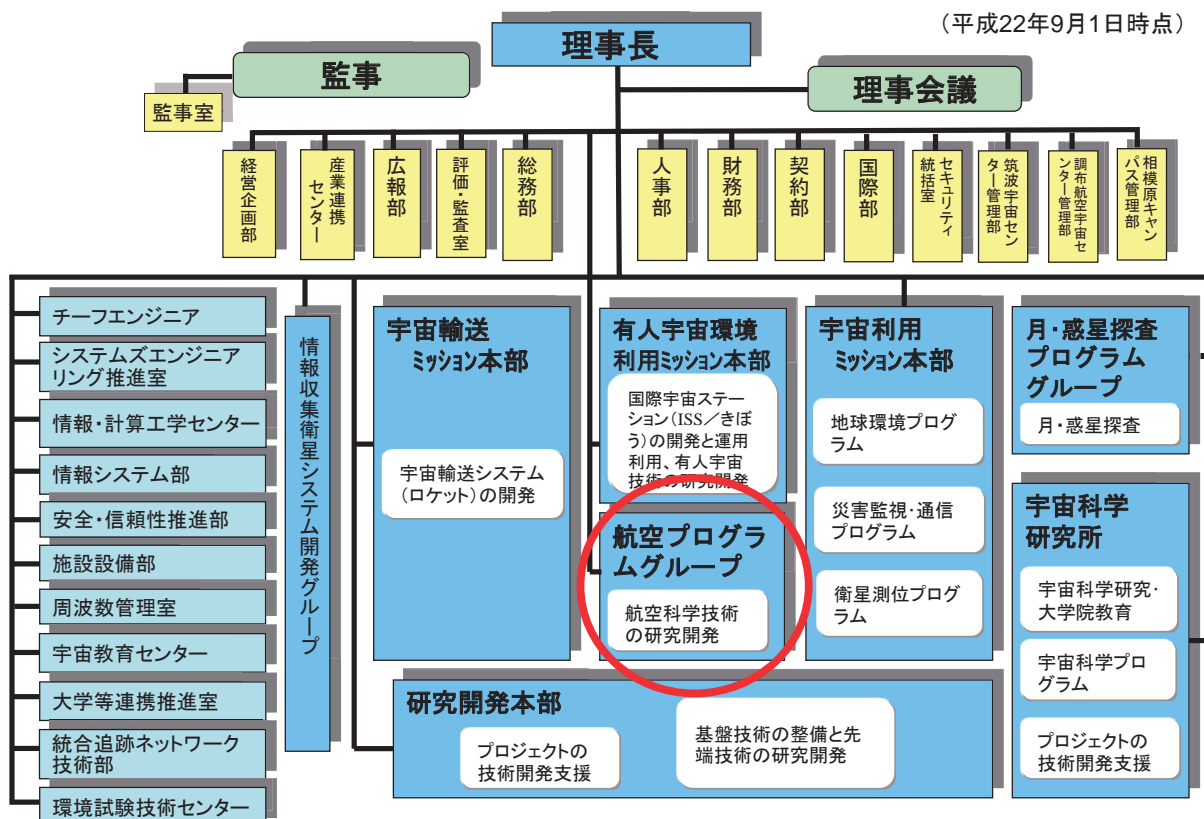 （平成22年9月1日時点）
理事長
監事
理事会議
監事室
経営企画部
産業連携
センター
広報部
評価・監査室
総務部
人事部
財務部
契約部
国際部
セキュリティ
統括室
筑波宇宙セン
ター管理部
調布航空宇宙セ
ンター管理部
相模原キャン
パス管理部
チーフエンジニア
システムズエンジニア
リング推進室
情報・計算工学センター
情報システム部
安全・信頼性推進部
施設設備部
周波数管理室
宇宙教育センター
大学等連携推進室
統合追跡ネットワーク
技術部
環境試験技術センター
情報収集衛星システム開発グループ
宇宙輸送
ミッション本部
宇宙輸送システム
（ロケット）の開発
有人宇宙環境
利用ミッション本部
国際宇宙ステー
ション（ISS／きぼ
う）の開発と運用
利用、有人宇宙
技術の研究開発
航空プログラ
ムグループ
航空科学技術
の研究開発
宇宙利用
ミッション本部
地球環境プログ
ラム
災害監視・通信
プログラム
衛星測位プログ
ラム
月・惑星探査
プログラム
グループ
月・惑星探査
宇宙科学
研究所
宇宙科学研究・
大学院教育
宇宙科学プロ
グラム
プロジェクトの
技術開発支援
研究開発本部
プロジェクトの
技術開発支援
基盤技術の整備と先
端技術の研究開発